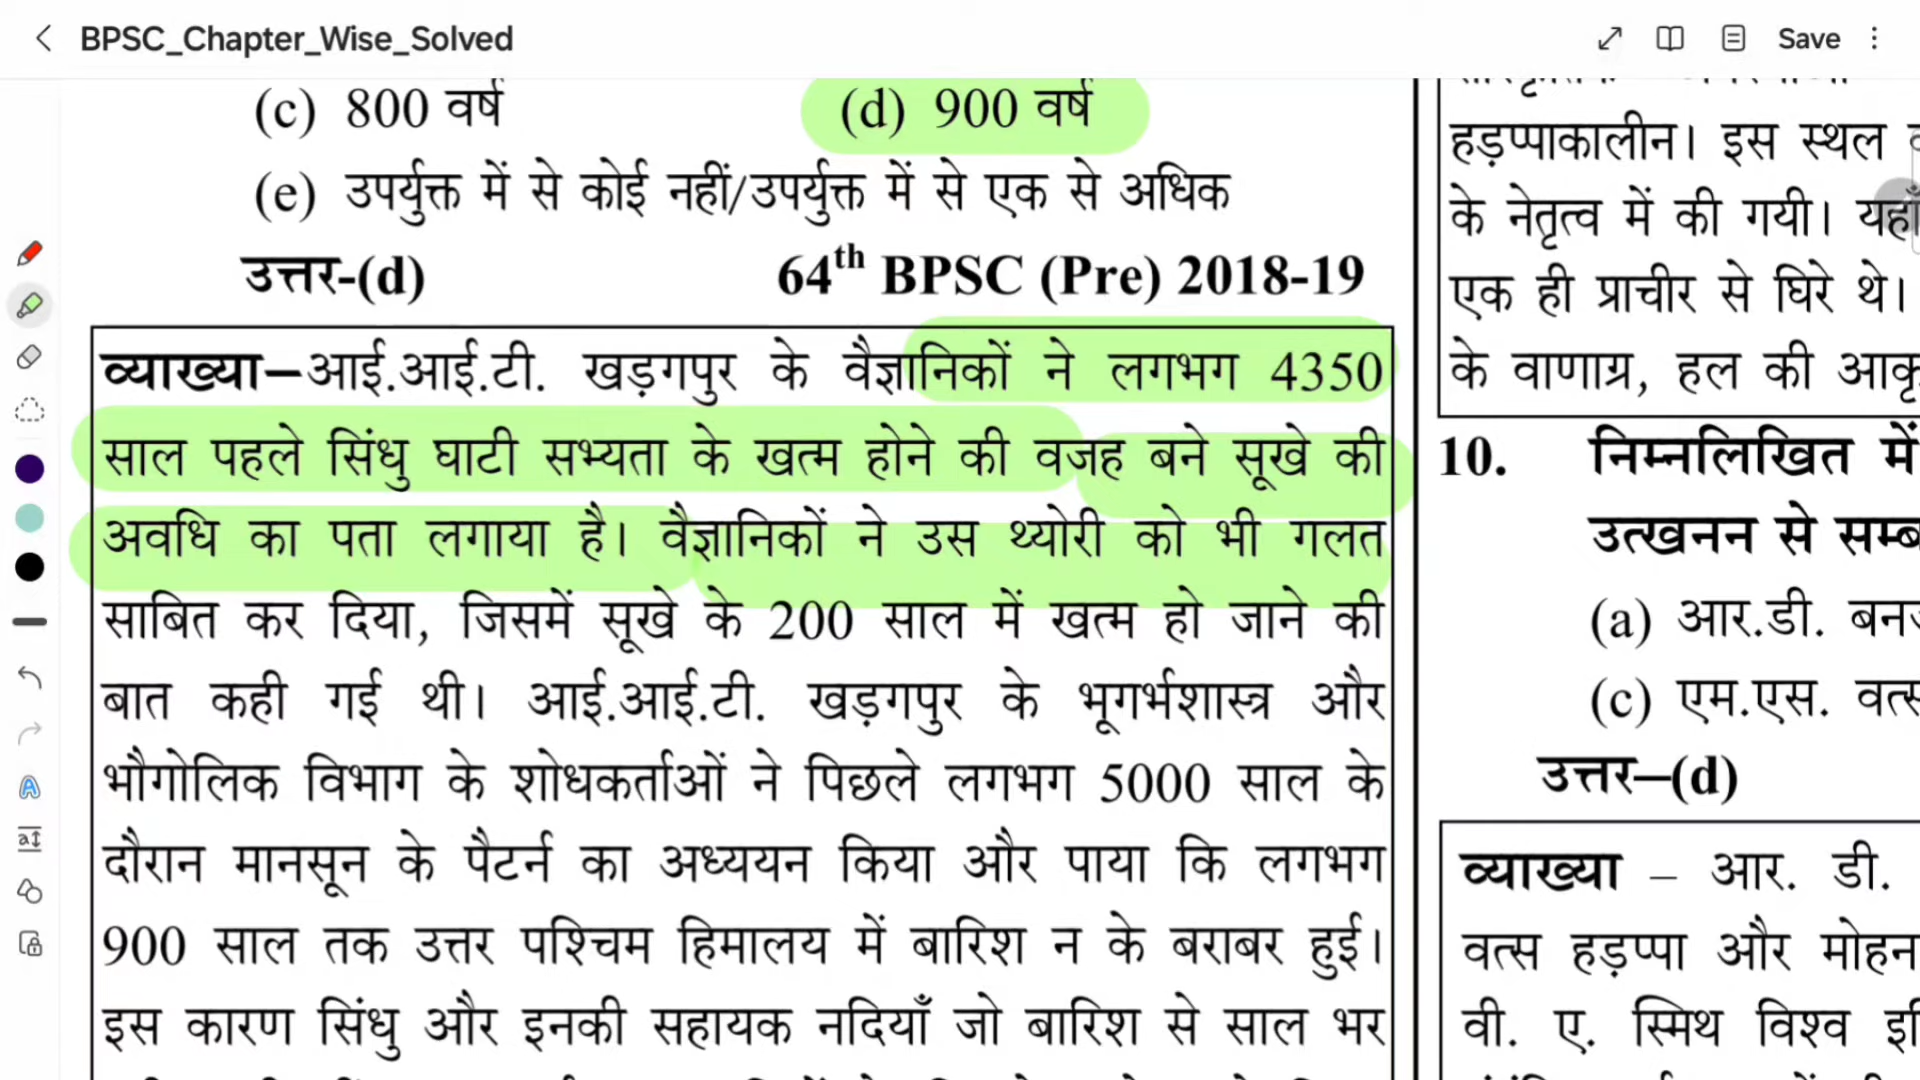 BPSC_Chapter_Wise_Solved
Save
(c) 800 वर्ष (d) 900 वर्ष
(e) उपर्युक्त में से कोई नहीं/उपर्युक्त में से एक से अधिक
उत्तर-(d) 64th BPSC (Pre) 2018-19
व्याख्या–आई.आई.टी. खड़गपुर के वैज्ञानिकों ने लगभग 4350
साल पहले सिंधु घाटी सभ्यता के खत्म होने की वजह बने सूखे की
अवधि का पता लगाया है। वैज्ञानिकों ने उस थ्योरी को भी गलत
साबित कर दिया, जिसमें सूखे के 200 साल में खत्म हो जाने की
बात कही गई थी। आई.आई.टी. खड़गपुर के भूगर्भशास्त्र और
भौगोलिक विभाग के शोधकर्ताओं ने पिछले लगभग 5000 साल के
दौरान मानसून के पैटर्न का अध्ययन किया और पाया कि लगभग
900 साल तक उत्तर पश्चिम हिमालय में बारिश न के बराबर हुई।
इस कारण सिंधु और इनकी सहायक नदियाँ जो बारिश से साल भर
हड़प्पाकालीन। इस स्थल
के नेतृत्व में की गयी। यहाँ
एक ही प्राचीर से घिरे थे।
के वाणाग्र, हल की
10. निम्नलिखित में
उत्खनन से
(a) आर.डी.
(c) एम.एस.
उत्तर–(d)
व्याख्या – आर. डी.
वत्स हड़प्पा और
वी. ए. स्मिथ विश्व